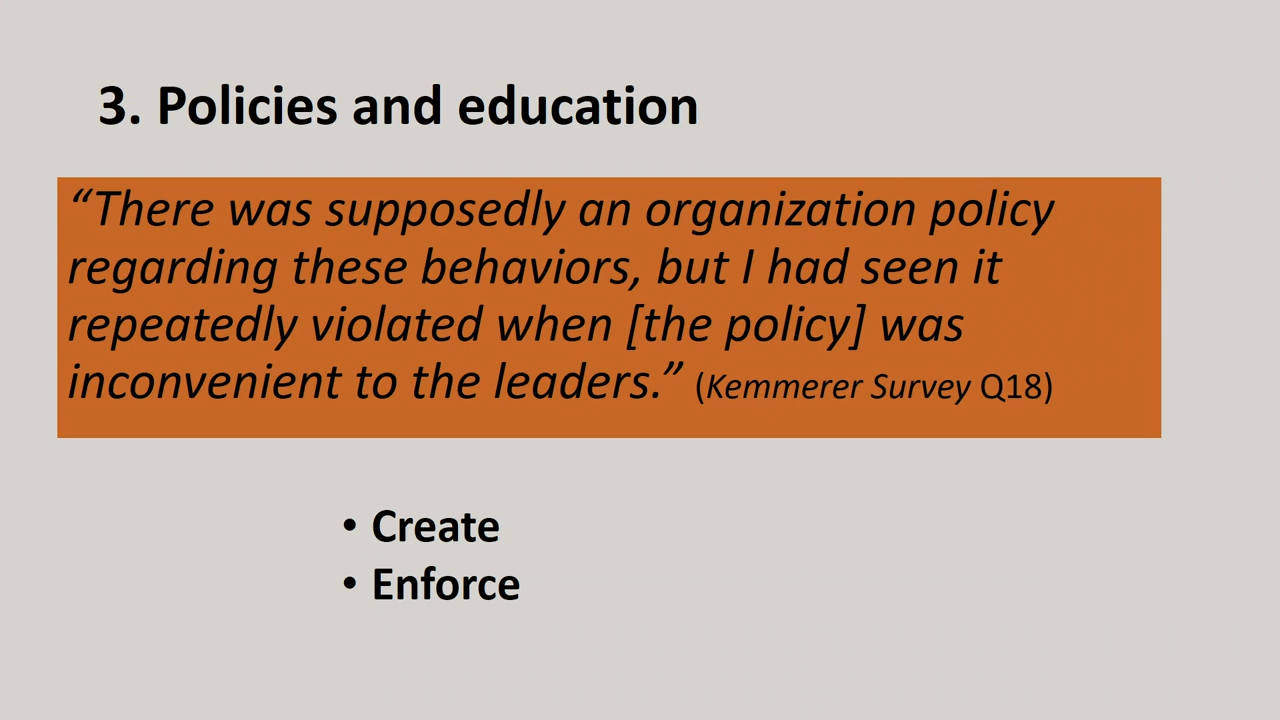 3. Policies and education
“There was supposedly an organization policy
regarding these behaviors, but I had seen it
repeatedly violated when [the policy] was
inconvenient to the leaders.” (Kemmerer Survey Q18)
• Create
• Enforce